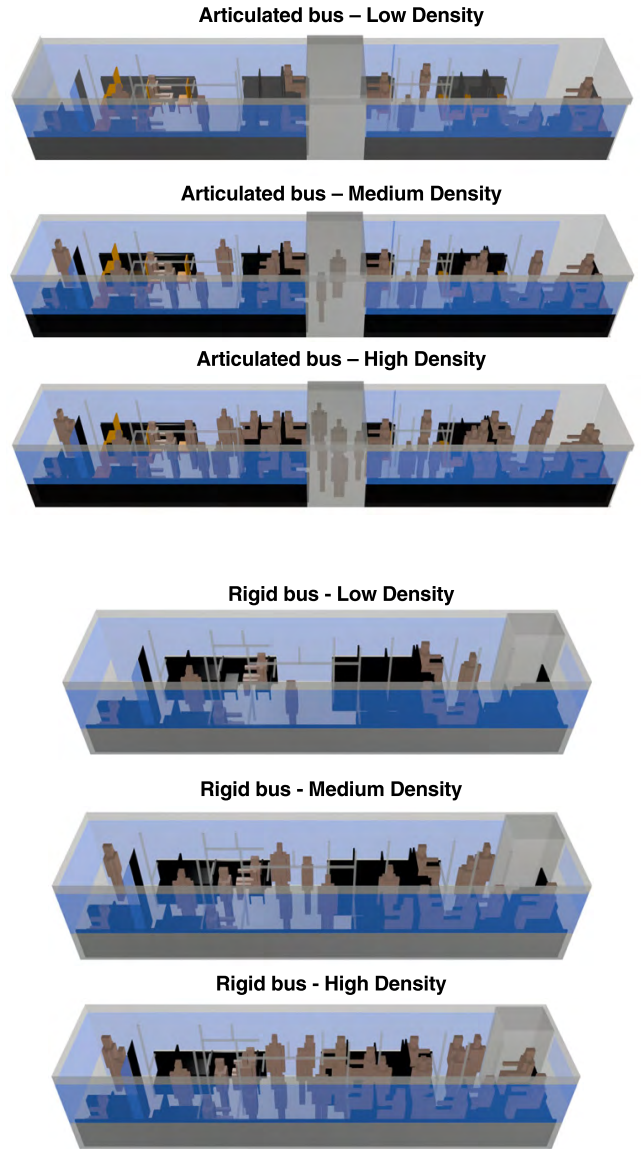 Articulated bus – Low Density
Articulated bus – Medium Density
Articulated bus – High Density
Rigid bus - Low Density
Rigid bus - Medium Density
Rigid bus - High Density